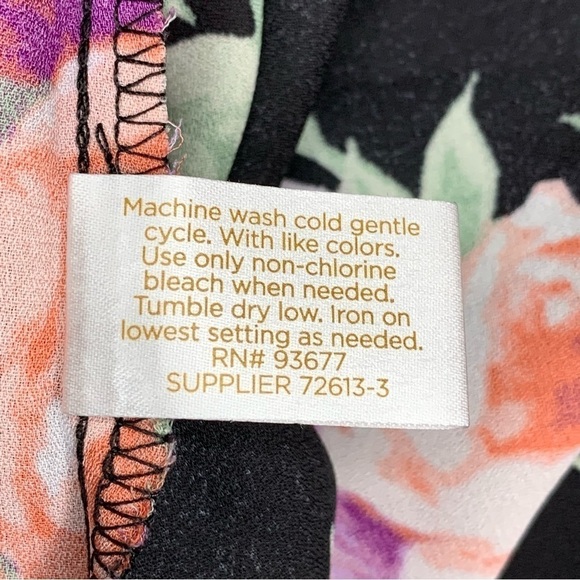 Machine wash cold gentle
cycle. With like colors.
Use only non-chlorine
bleach when needed.
Tumble dry low. Iron on
lowest setting as needed.
RN# 93677
SUPPLIER 72613-3